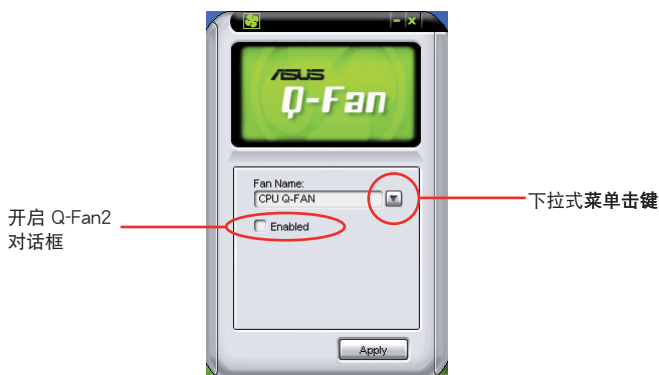 ASUS
Q-Fan
Fan Name:
CPU Q-FAN
Enabled
Apply
开启 Q-Fan2
对话框
下拉式菜单击键